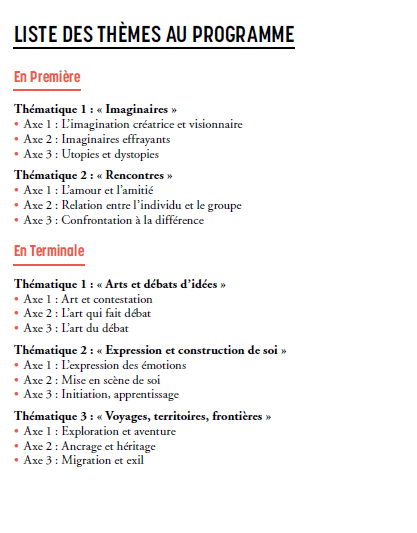 LISTE DES THÈMES AU PROGRAMME
En Première
Thématique 1 : « Imaginaires »
• Axe 1 : L’imagination créatrice et visionnaire
• Axe 2 : Imaginaires effrayants
• Axe 3 : Utopies et dystopies
Thématique 2 : « Rencontres »
• Axe 1 : L’amour et l’amitié
• Axe 2 : Relation entre l’individu et le groupe
• Axe 3 : Confrontation à la différence
En Terminale
Thématique 1 : « Arts et débats d’idées »
• Axe 1 : Art et contestation
• Axe 2 : L’art qui fait débat
• Axe 3 : L’art du débat
Thématique 2 : « Expression et construction de soi »
• Axe 1 : L’expression des émotions
• Axe 2 : Mise en scène de soi
• Axe 3 : Initiation, apprentissage
Thématique 3 : « Voyages, territoires, frontières »
• Axe 1 : Exploration et aventure
• Axe 2 : Ancrage et héritage
• Axe 3 : Migration et exil